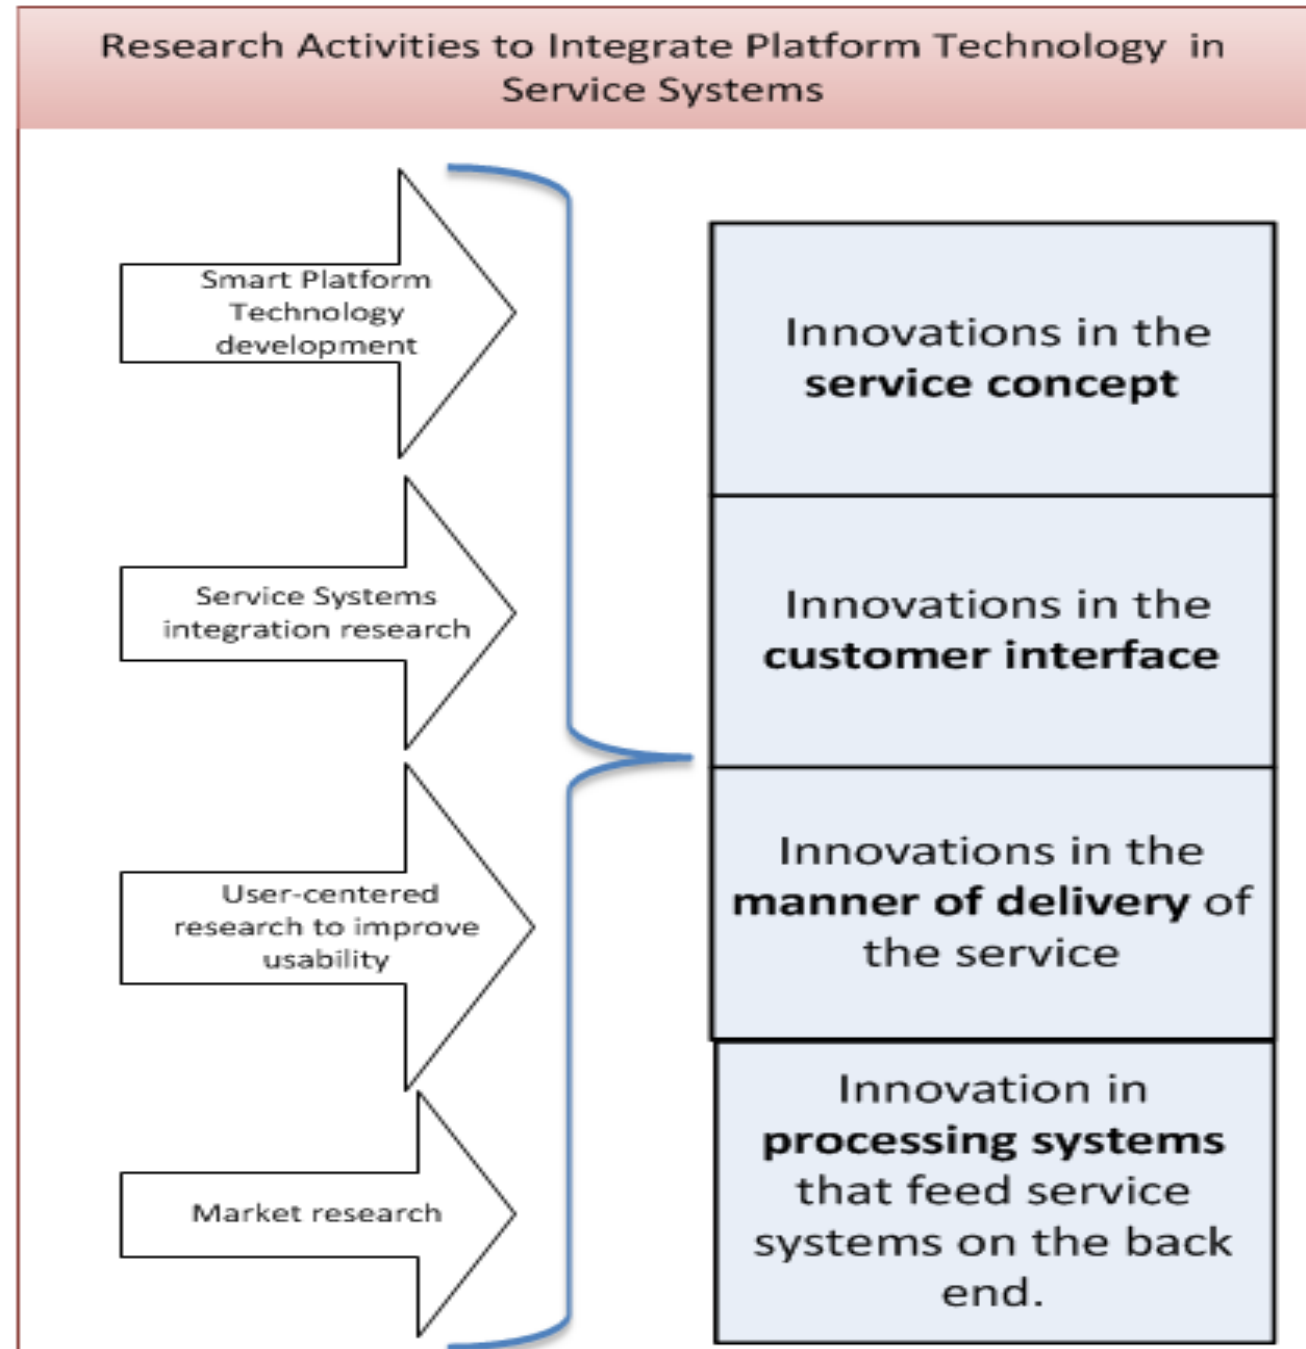 Research Activities to Integrate Platform Technology in
Service Systems
Smart Platform
Technology
development
Service Systems
integration research
User-centered
research to improve
usability
Market research
Innovations in the
service concept
Innovations in the
customer interface
Innovations in the
manner of delivery of
the service
Innovation in
processing systems
that feed service
systems on the back
end.